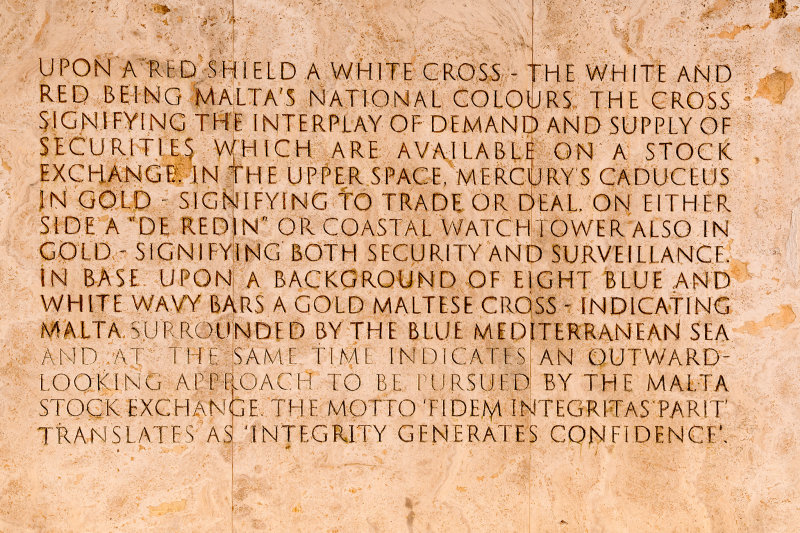 UPON A RED SHIELD A WHITE CROSS - THE WHITE AND
RED BEING MALTA'S NATIONAL COLOURS. THE CROSS
SIGNIFYING THE INTERPLAY OF DEMAND AND SUPPLY OF
SECURITIES WHICH ARE AVAILABLE ON A STOCK
EXCHANGE. IN THE UPPER SPACE, MERCURY'S CADUCEUS
IN GOLD - SIGNIFYING TO TRADE OR DEAL. ON EITHER
SIDE A "DE REDIN" OR COASTAL WATCHTOWER ALSO IN
GOLD - SIGNIFYING BOTH SECURITY AND SURVEILLANCE.
IN BASE UPON A BACKGROUND OF EIGHT BLUE AND
WHITE WAVY BARS A GOLD MALTESE CROSS - INDICATING
MALTA SURROUNDED BY THE BLUE MEDITERRANEAN SEA
AND AT THE SAME TIME INDICATES AN OUTWARD-
LOOKING APPROACH TO BE PURSUED BY THE MALTA
STOCK EXCHANGE. THE MOTTO 'FIDEM INTEGRITAS PARIT'
TRANSLATES AS 'INTEGRITY GENERATES CONFIDENCE'.